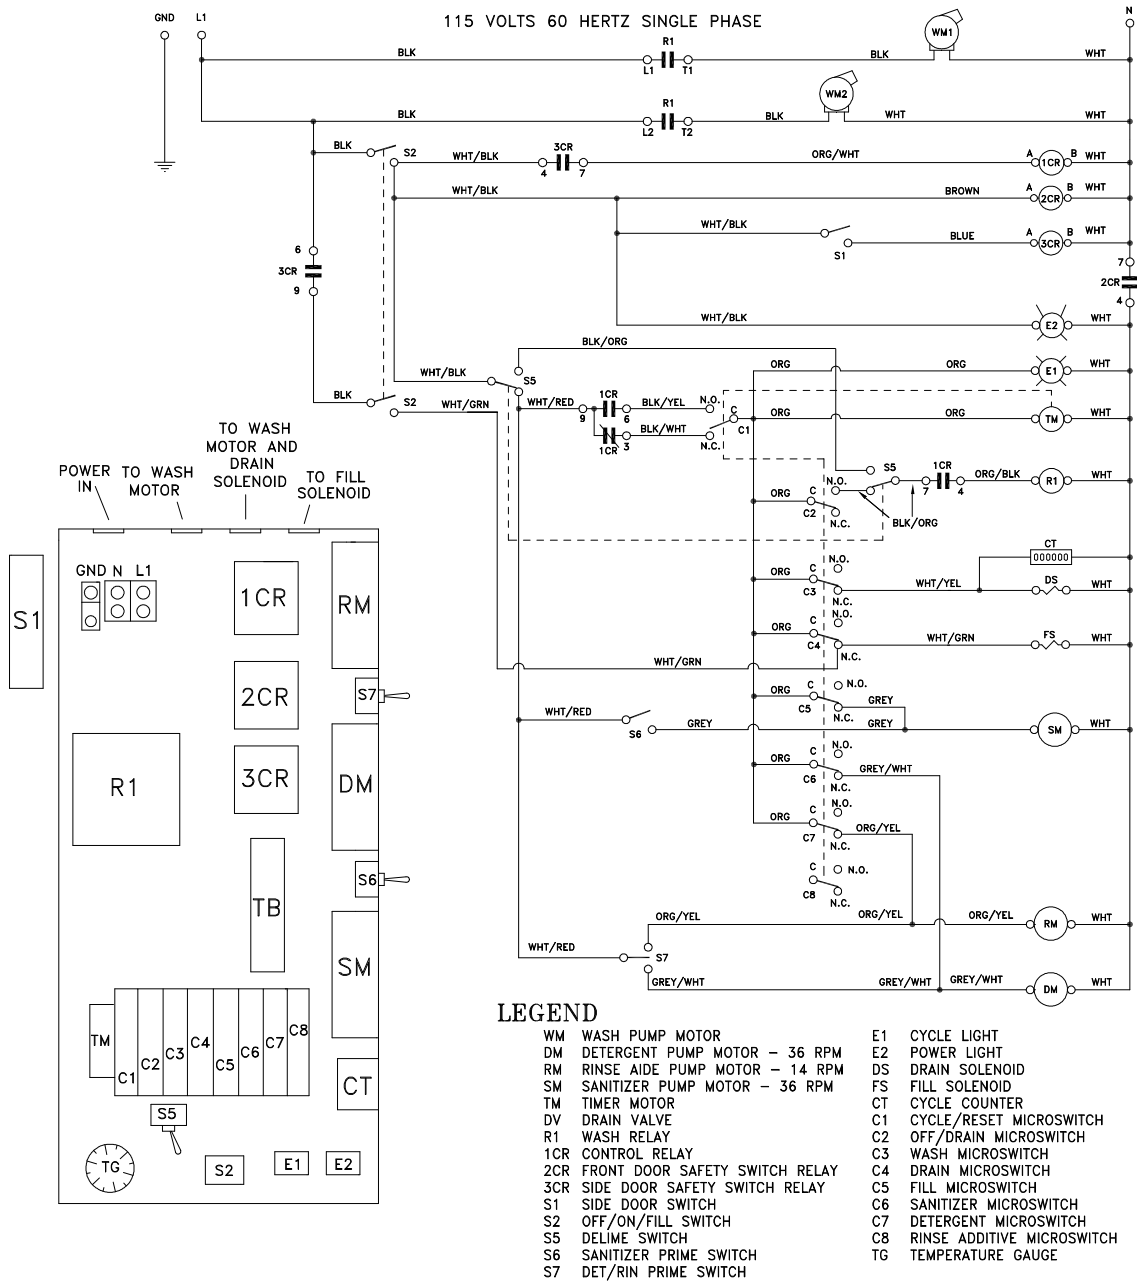 115 VOLTS 60 HERTZ SINGLE PHASE
GND L1 N
BLK R1 L1 T1 BLK WM1 WHT
BLK R1 L2 T2 BLK WM2 WHT WHT
BLK S2 WHT/BLK 3CR 4 7 ORG/WHT A 1CR B WHT
WHT/BLK BROWN A 2CR B WHT
WHT/BLK S1 BLUE A 3CR B WHT
6 3CR 9
7 2CR 4
WHT/BLK E2 WHT
BLK/ORG
WHT/BLK S5 ORG ORG E1 WHT
BLK S2 WHT/GRN
WHT/RED 9 1CR 6 BLK/YEL N.O. C C1 ORG ORG TM WHT
1CR 3 BLK/WHT N.C.
S5 1CR 7 4 ORG/BLK R1 WHT
ORG C C2 N.O. N.C. BLK/ORG
CT 000000
ORG C C3 N.O. N.C. WHT/YEL DS WHT
ORG C C4 N.O. N.C. WHT/GRN FS WHT
WHT/GRN
ORG C C5 N.O. N.C. GREY
WHT/RED S6 GREY GREY SM WHT
ORG C C6 N.O. N.C. GREY/WHT
ORG C C7 N.O. N.C. ORG/YEL
C C8 N.O. N.C.
ORG/YEL ORG/YEL ORG/YEL RM WHT
WHT/RED S7
GREY/WHT GREY/WHT GREY/WHT DM WHT
POWER
IN
TO WASH
MOTOR
TO WASH
MOTOR AND
DRAIN
SOLENOID
TO FILL
SOLENOID
S1
GND N L1
1CR
RM
2CR
S7
3CR
R1
DM
S6
TB
SM
TM C1 C2 C3 C4 C5 C6 C7 C8
CT
S5
TG
S2
E1
E2
LEGEND
WM WASH PUMP MOTOR
DM DETERGENT PUMP MOTOR – 36 RPM
RM RINSE AIDE PUMP MOTOR – 14 RPM
SM SANITIZER PUMP MOTOR – 36 RPM
TM TIMER MOTOR
DV DRAIN VALVE
R1 WASH RELAY
1CR CONTROL RELAY
2CR FRONT DOOR SAFETY SWITCH RELAY
3CR SIDE DOOR SAFETY SWITCH RELAY
S1 SIDE DOOR SWITCH
S2 OFF/ON/FILL SWITCH
S5 DELIME SWITCH
S6 SANITIZER PRIME SWITCH
S7 DET/RIN PRIME SWITCH
E1 CYCLE LIGHT
E2 POWER LIGHT
DS DRAIN SOLENOID
FS FILL SOLENOID
CT CYCLE COUNTER
C1 CYCLE/RESET MICROSWITCH
C2 OFF/DRAIN MICROSWITCH
C3 WASH MICROSWITCH
C4 DRAIN MICROSWITCH
C5 FILL MICROSWITCH
C6 SANITIZER MICROSWITCH
C7 DETERGENT MICROSWITCH
C8 RINSE ADDITIVE MICROSWITCH
TG TEMPERATURE GAUGE